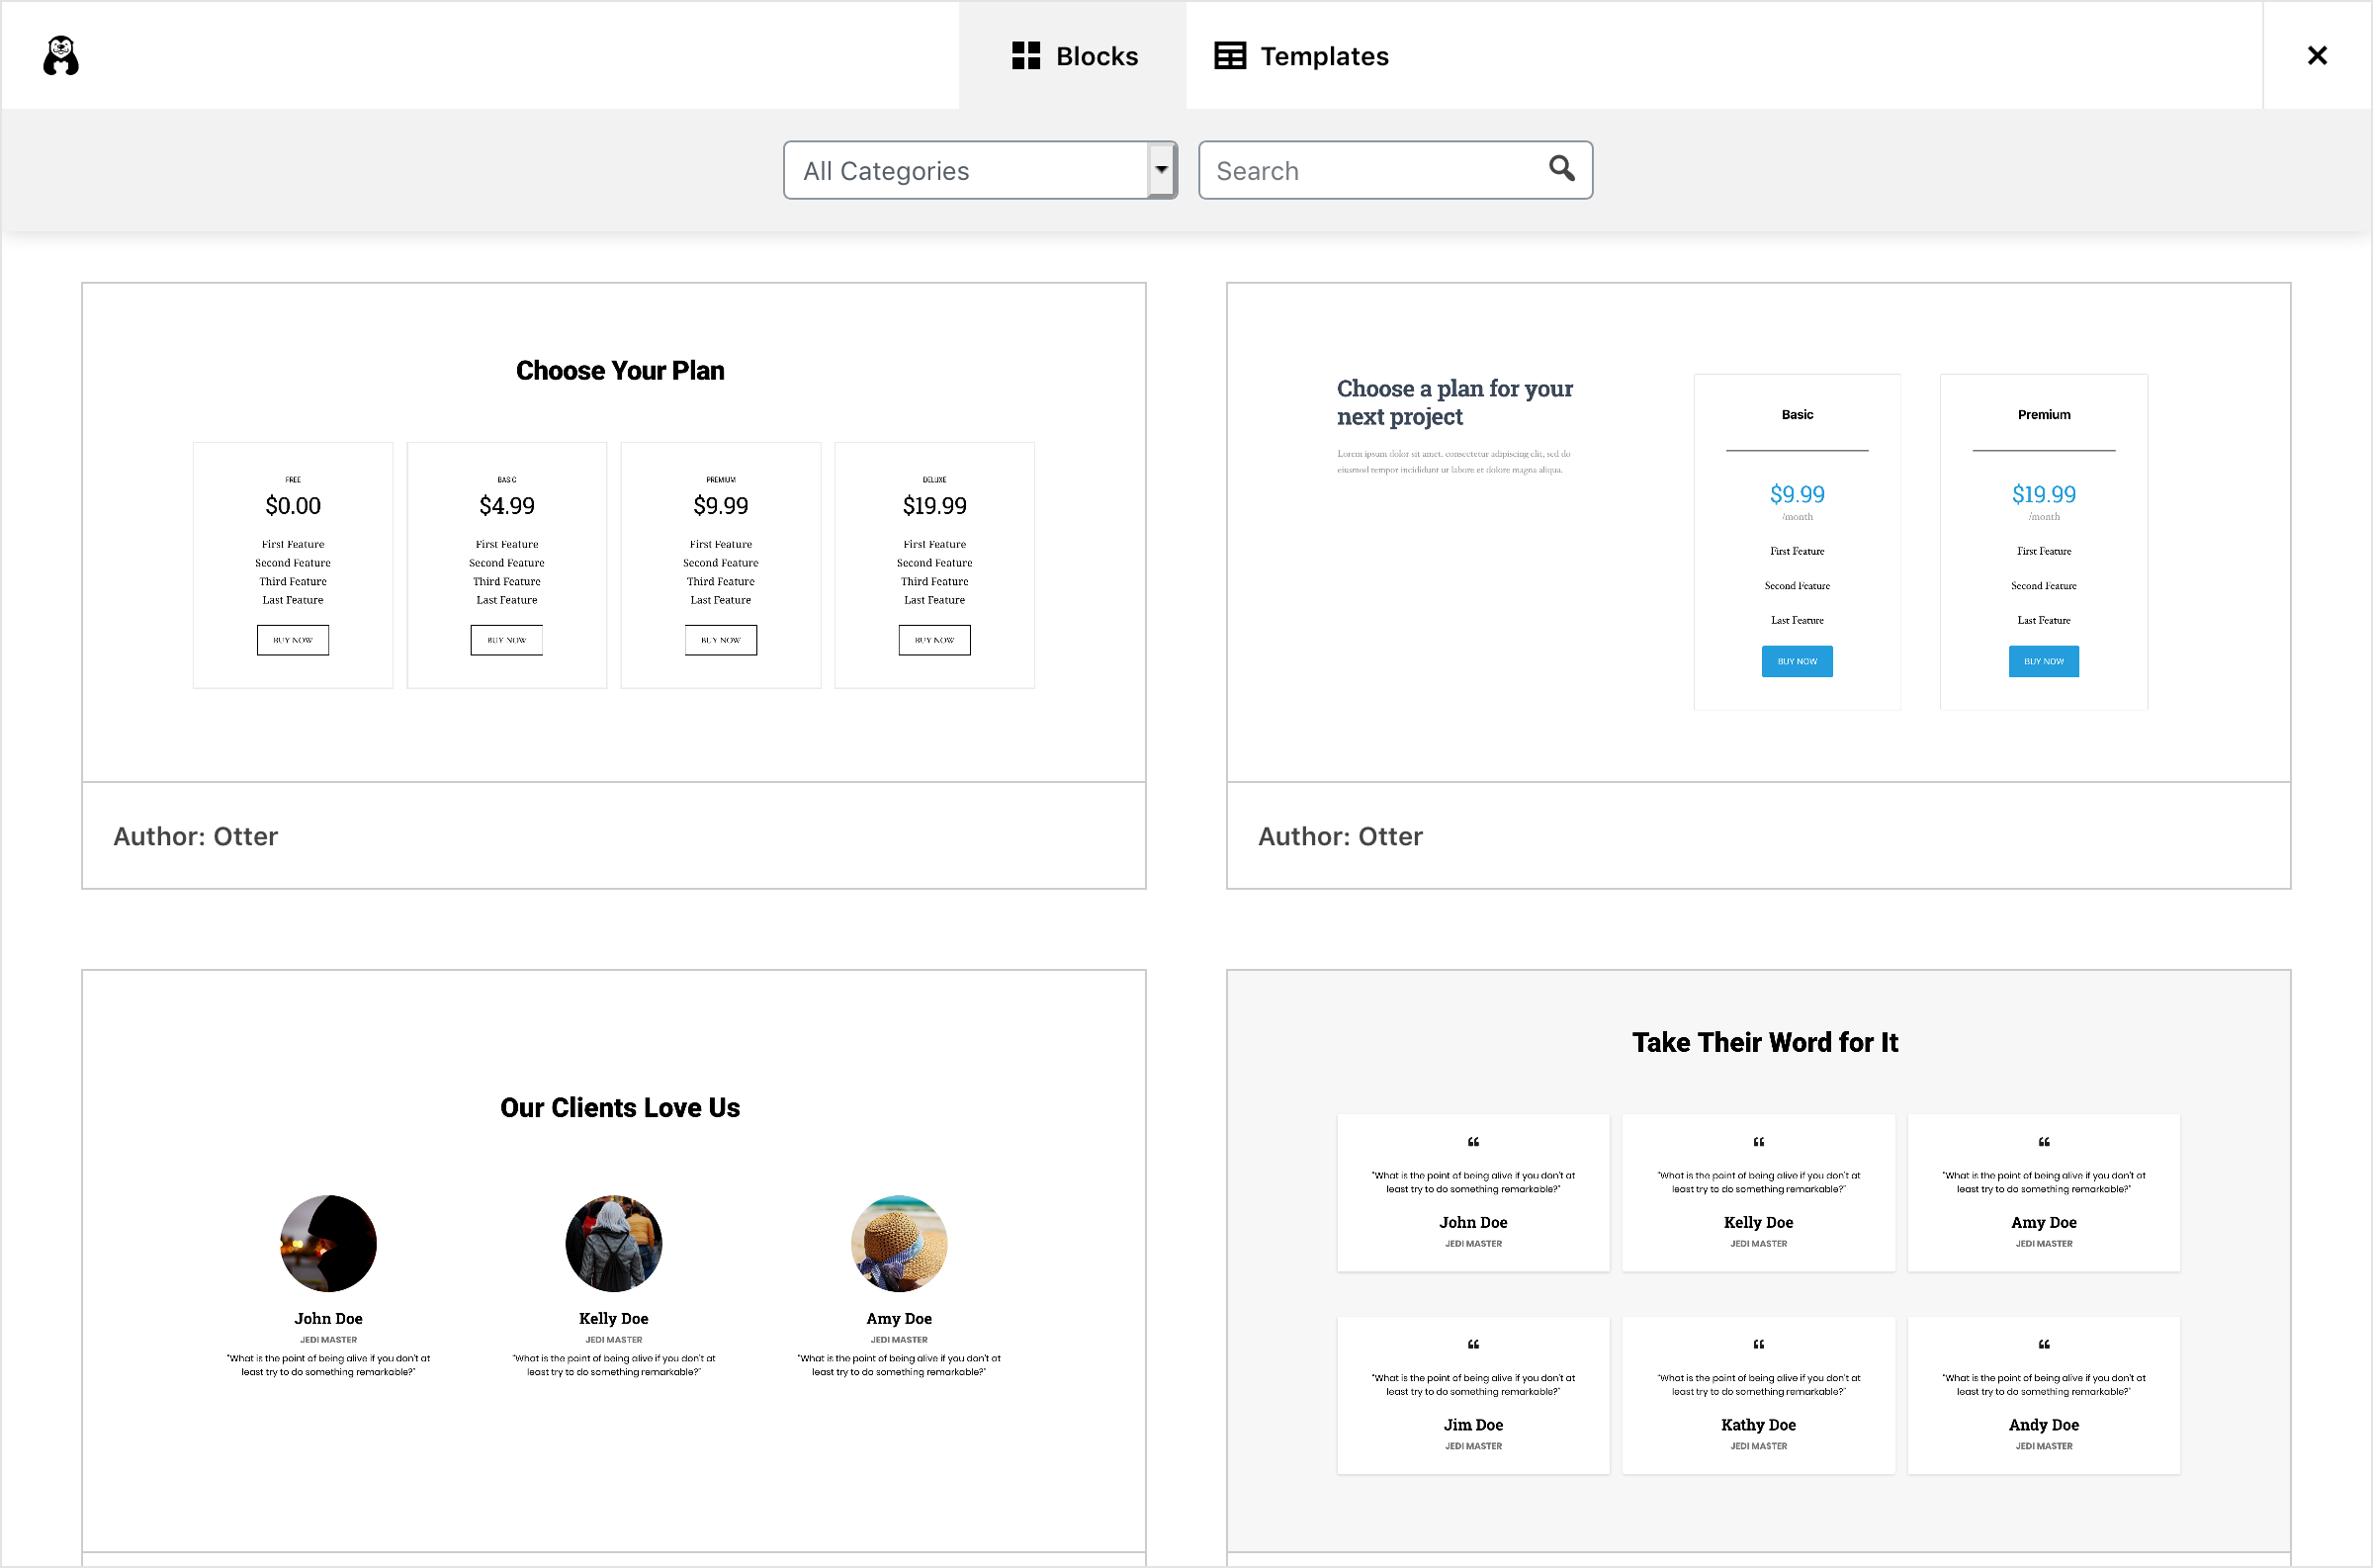 Blocks
Templates
All Categories
Search
Choose Your Plan
FREE
$0.00
First Feature
Second Feature
Third Feature
Last Feature
BUY NOW
BASIC
$4.99
First Feature
Second Feature
Third Feature
Last Feature
BUY NOW
PREMIUM
$9.99
First Feature
Second Feature
Third Feature
Last Feature
BUY NOW
DELUXE
$19.99
First Feature
Second Feature
Third Feature
Last Feature
BUY NOW
Author: Otter
Choose a plan for your
next project
Lorem ipsum dolor sit amet, consectetur adipiscing elit, sed do
eiusmod tempor incididunt ur labore et dolore magna aliqua.
Basic
$9.99
/month
First Feature
Second Feature
Last Feature
BUY NOW
Premium
$19.99
/month
First Feature
Second Feature
Last Feature
BUY NOW
Author: Otter
Our Clients Love Us
John Doe
JEDI MASTER
"What is the point of being alive if you don't at
least try to do something remarkable?"
Kelly Doe
JEDI MASTER
"What is the point of being alive if you don't at
least try to do something remarkable?"
Amy Doe
JEDI MASTER
"What is the point of being alive if you don't at
least try to do something remarkable?"
Take Their Word for It
“
"What is the point of being alive if you don't at
least try to do something remarkable?"
John Doe
JEDI MASTER
“
"What is the point of being alive if you don't at
least try to do something remarkable?"
Kelly Doe
JEDI MASTER
“
"What is the point of being alive if you don't at
least try to do something remarkable?"
Amy Doe
JEDI MASTER
“
"What is the point of being alive if you don't at
least try to do something remarkable?"
Jim Doe
JEDI MASTER
“
"What is the point of being alive if you don't at
least try to do something remarkable?"
Kathy Doe
JEDI MASTER
“
"What is the point of being alive if you don't at
least try to do something remarkable?"
Andy Doe
JEDI MASTER